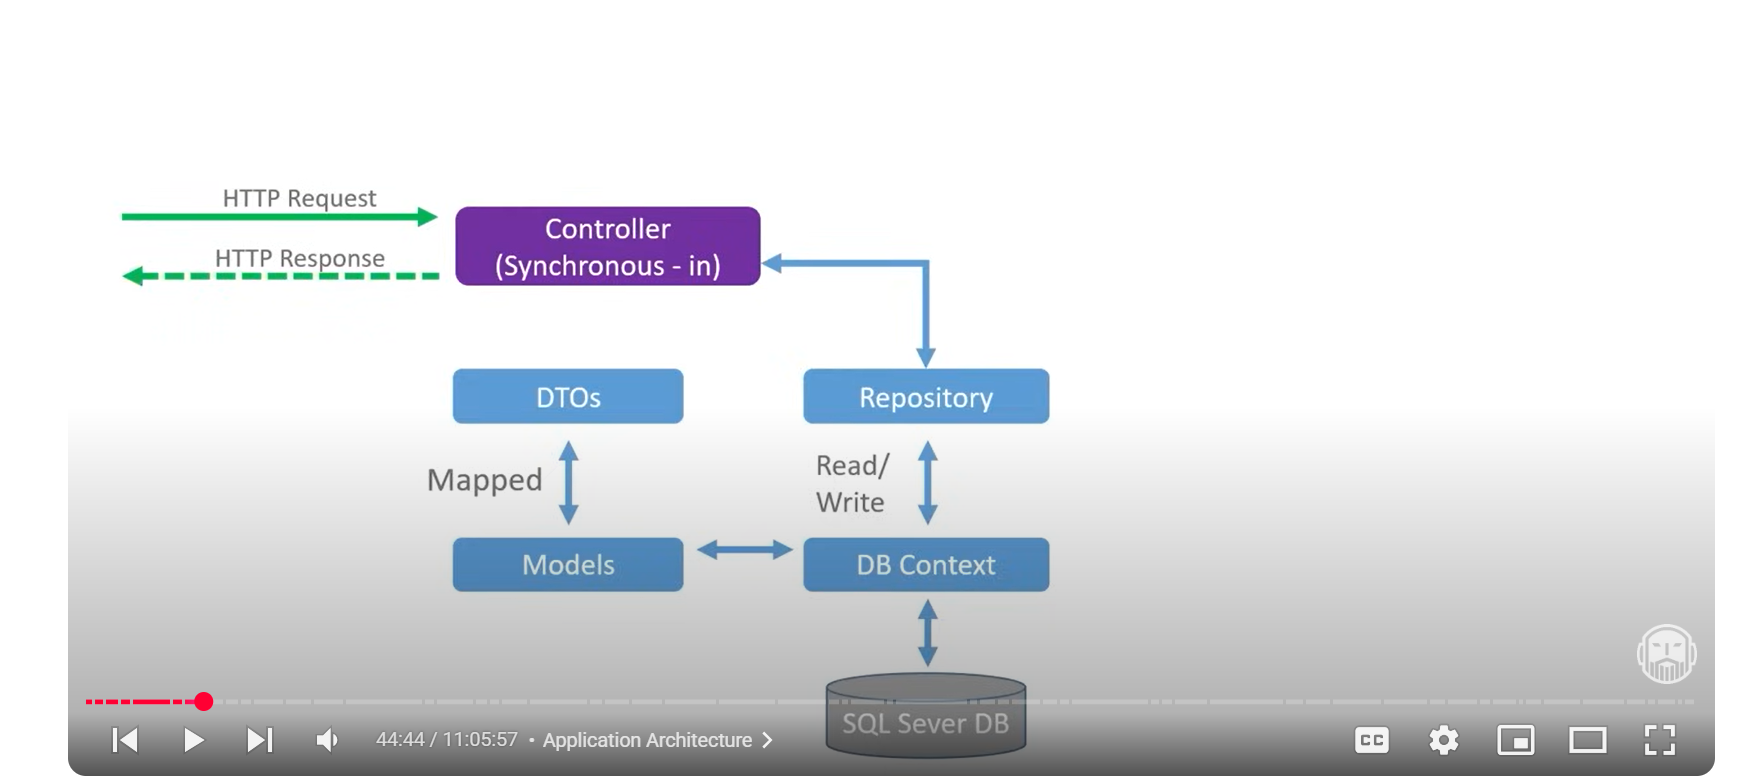 HTTP Request
HTTP Response
Controller
(Synchronous - in)
DTOs
Repository
Mapped
Read/
Write
Models
DB Context
SQL Sever DB
44:44 / 11:05:57 • Application Architecture
CC